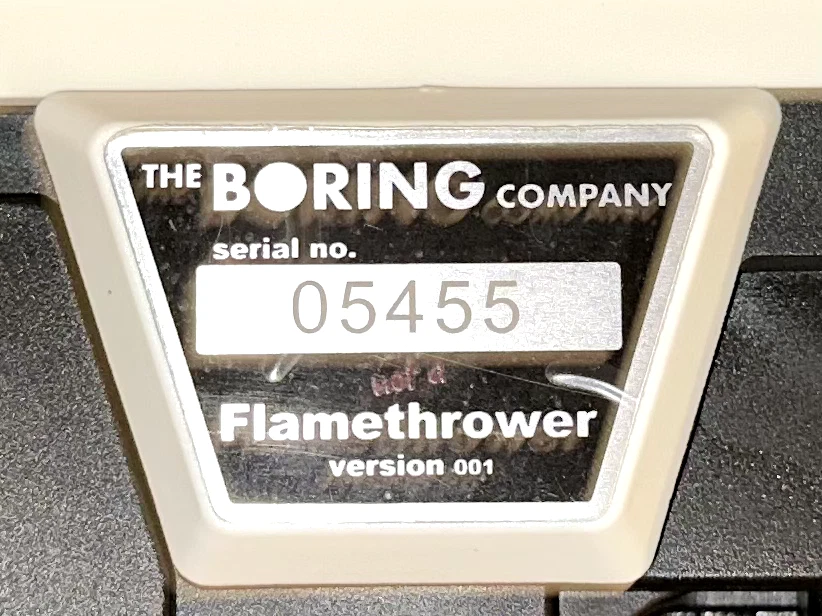 THE BORING COMPANY
serial no.
05455
not a
Flamethrower
version 001